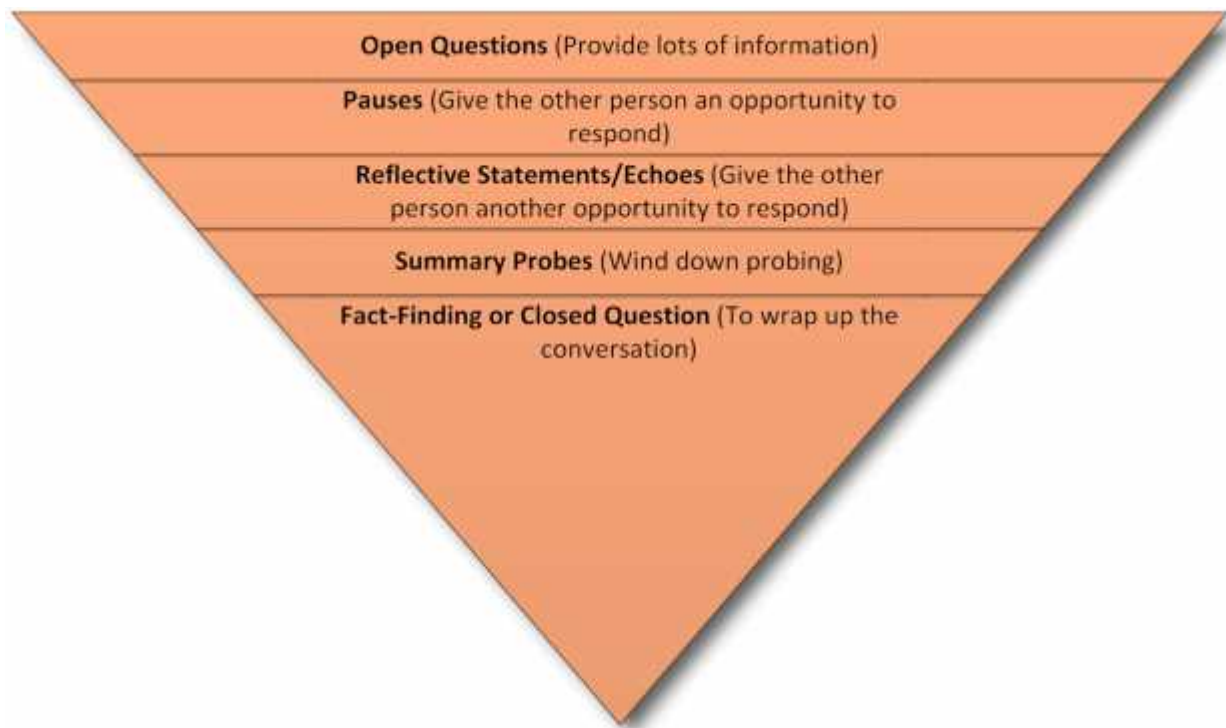 Open Questions (Provide lots of information)
Pauses (Give the other person an opportunity to
respond)
Reflective Statements/Echoes (Give the other
person another opportunity to respond)
Summary Probes (Wind down probing)
Fact-Finding or Closed Question (To wrap up the
conversation)